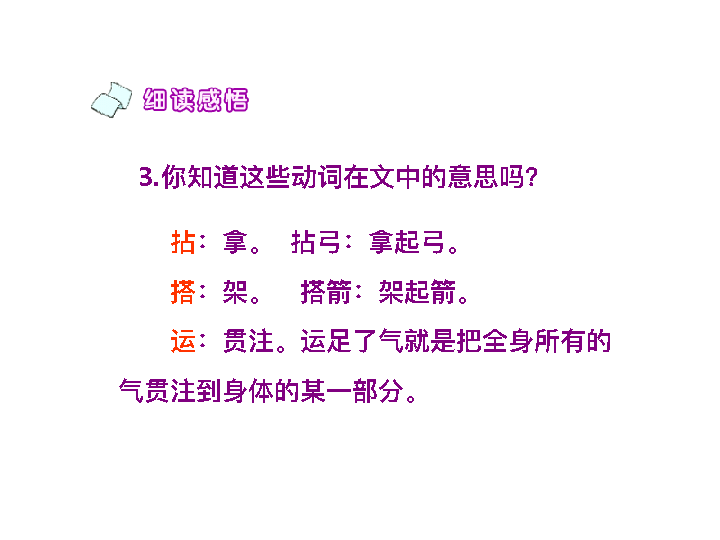 细读感悟
3.你知道这些动词在文中的意思吗?
拈：拿。 拈弓：拿起弓。
搭：架。 搭箭：架起箭。
运：贯注。运足了气就是把全身所有的
气贯注到身体的某一部分。